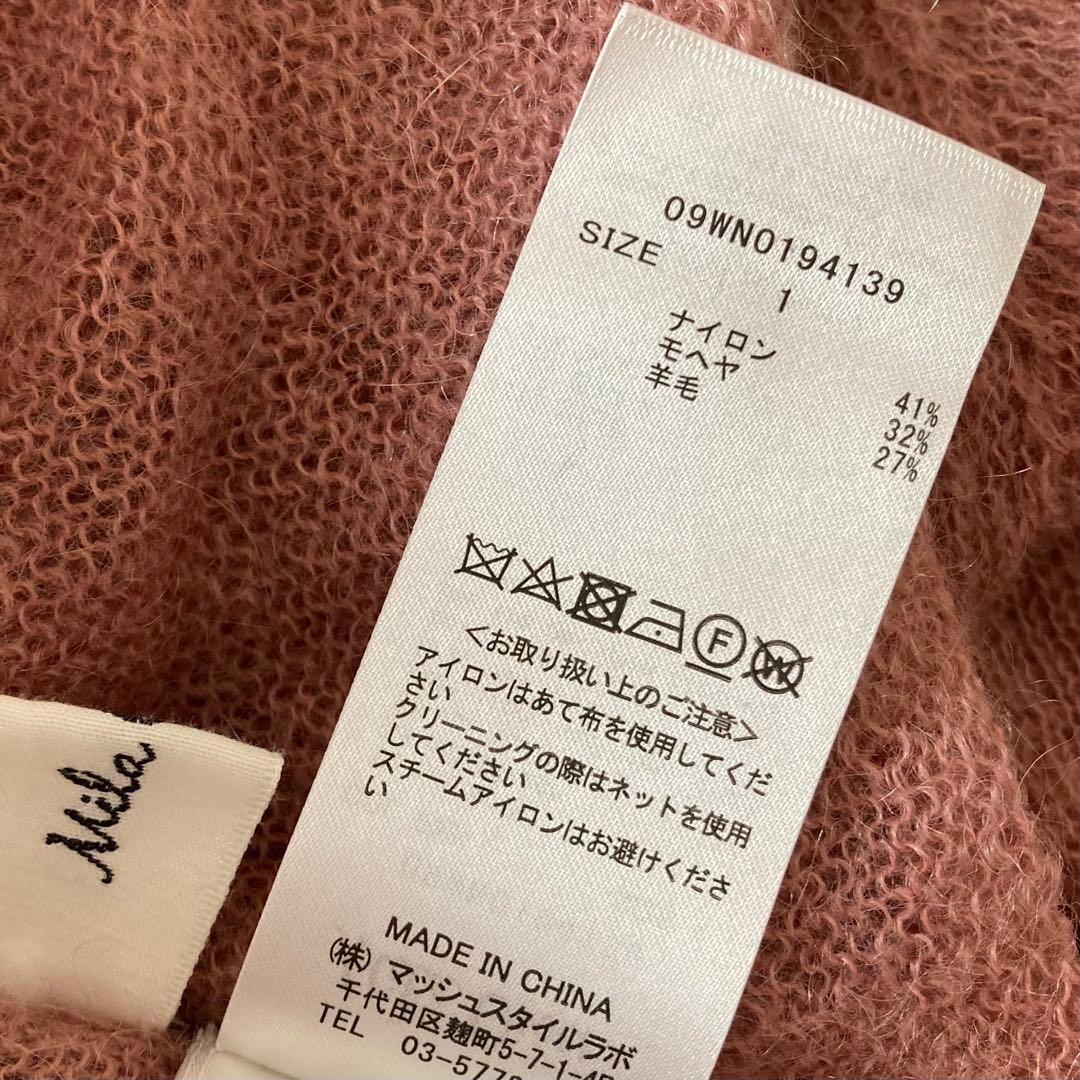 09WN0194139
SIZE 1
ナイロン 41%
モヘヤ 32%
羊毛 27%
F
W
<お取り扱い上のご注意>
アイロンはあて布を使用してくだ
さい
クリーニングの際はネットを使用
してください
スチームアイロンはお避けくださ
い
MADE IN CHINA
(株) マッシュスタイルラボ
千代田区麹町5-7-1-4F
TEL 03-5778
Mila